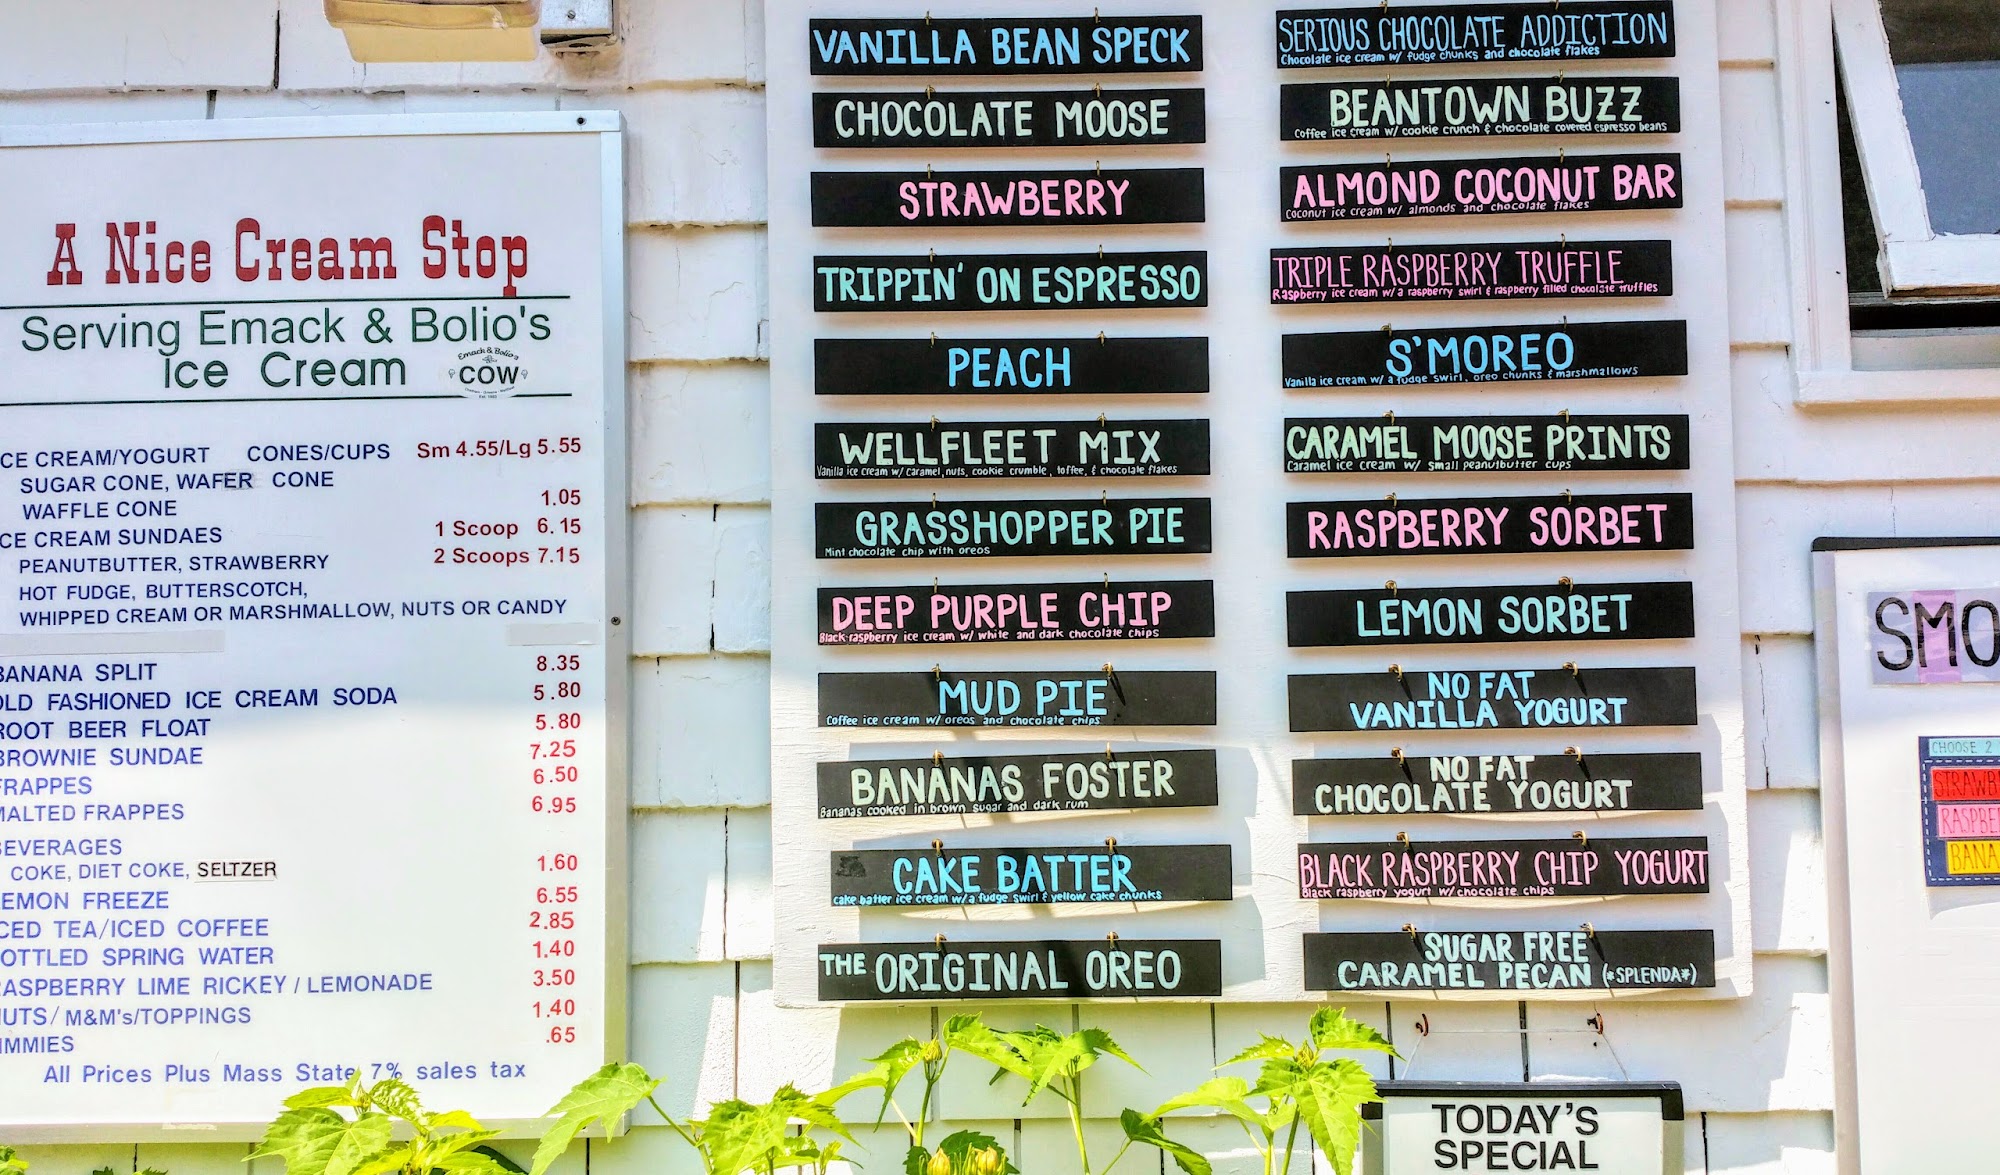 A Nice Cream Stop
Serving Emack & Bolio's
Ice Cream
Emack & Bolio's
COW
CE CREAM/YOGURT CONES/CUPS Sm 4.55/Lg 5.55
SUGAR CONE, WAFER CONE
WAFFLE CONE 1.05
CE CREAM SUNDAES 1 Scoop 6.15
PEANUTBUTTER, STRAWBERRY 2 Scoops 7.15
HOT FUDGE, BUTTERSCOTCH,
WHIPPED CREAM OR MARSHMALLOW, NUTS OR CANDY
BANANA SPLIT 8.35
OLD FASHIONED ICE CREAM SODA 5.80
ROOT BEER FLOAT 5.80
BROWNIE SUNDAE 7.25
FRAPPES 6.50
MALTED FRAPPES 6.95
BEVERAGES
COKE, DIET COKE, SELTZER 1.60
LEMON FREEZE 6.55
CED TEA/ICED COFFEE 2.85
OTTLED SPRING WATER 1.40
RASPBERRY LIME RICKEY / LEMONADE 3.50
NUTS/ M&M's/TOPPINGS 1.40
IMMIES .65
All Prices Plus Mass State 7% sales tax
VANILLA BEAN SPECK
CHOCOLATE MOOSE
STRAWBERRY
TRIPPIN' ON ESPRESSO
PEACH
WELLFLEET MIX
Vanilla ice cream w/ caramel, nuts, cookie crumble, toffee, & chocolate flakes
GRASSHOPPER PIE
Mint chocolate chip with oreos
DEEP PURPLE CHIP
Black raspberry ice cream w/ white and dark chocolate chips
MUD PIE
Coffee ice cream w/ oreos and chocolate chips
BANANAS FOSTER
Bananas cooked in brown sugar and dark rum
CAKE BATTER
cake batter ice cream w/ a fudge swirl & yellow cake chunks
THE ORIGINAL OREO
SERIOUS CHOCOLATE ADDICTION
Chocolate ice cream w/ fudge chunks and chocolate flakes
BEANTOWN BUZZ
Coffee ice cream w/ cookie crunch & chocolate covered espresso beans
ALMOND COCONUT BAR
Coconut ice cream w/ almonds and chocolate flakes
TRIPLE RASPBERRY TRUFFLE
Raspberry ice cream w/ a raspberry swirl & raspberry filled chocolate truffles
S'MOREO
Vanilla ice cream w/ a fudge swirl, oreo chunks & marshmallows
CARAMEL MOOSE PRINTS
Caramel ice cream w/ small peanutbutter cups
RASPBERRY SORBET
LEMON SORBET
NO FAT
VANILLA YOGURT
NO FAT
CHOCOLATE YOGURT
BLACK RASPBERRY CHIP YOGURT
Black raspberry yogurt w/ chocolate chips
SUGAR FREE
CARAMEL PECAN (*SPLENDA*)
TODAY'S
SPECIAL
SMO
CHOOSE 2
STRAWB
RASPBE
BANA